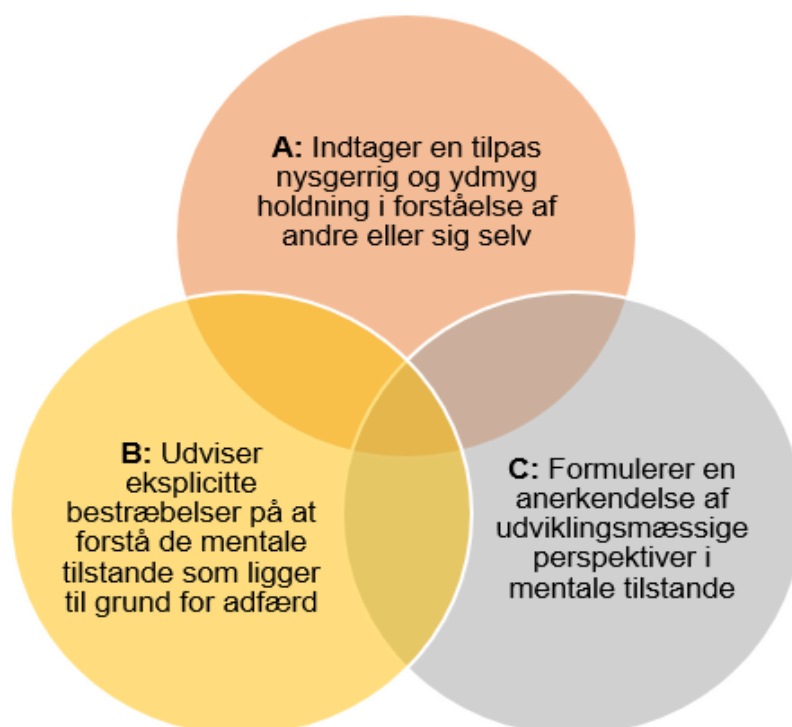 A: Indtager en tilpas
nysgerrig og ydmyg
holdning i forståelse af
andre eller sig selv
B: Udviser
eksplicitte
bestræbelser på at
forstå de mentale
tilstande som ligger
til grund for adfærd
C: Formulerer en
anerkendelse af
udviklingsmæssige
perspektiver i
mentale tilstande